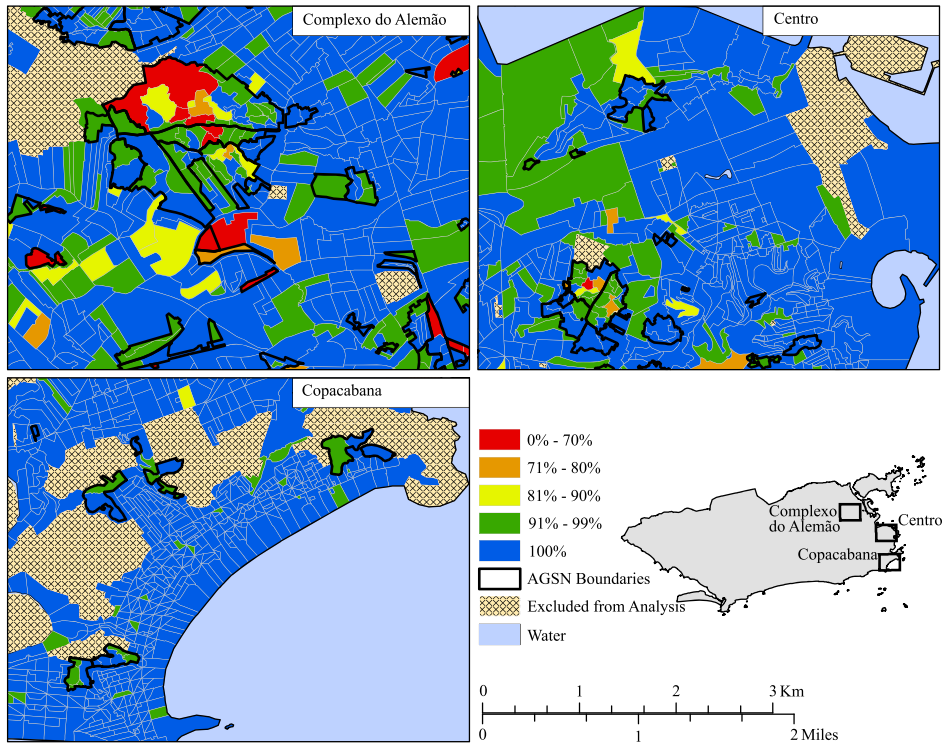 Complexo do Alemão
Centro
Copacabana
0% - 70%
71% - 80%
81% - 90%
91% - 99%
100%
AGSN Boundaries
Excluded from Analysis
Water
Complexo
do Alemão
Centro
Copacabana
0 1 2 3 Km
0 1 2 Miles